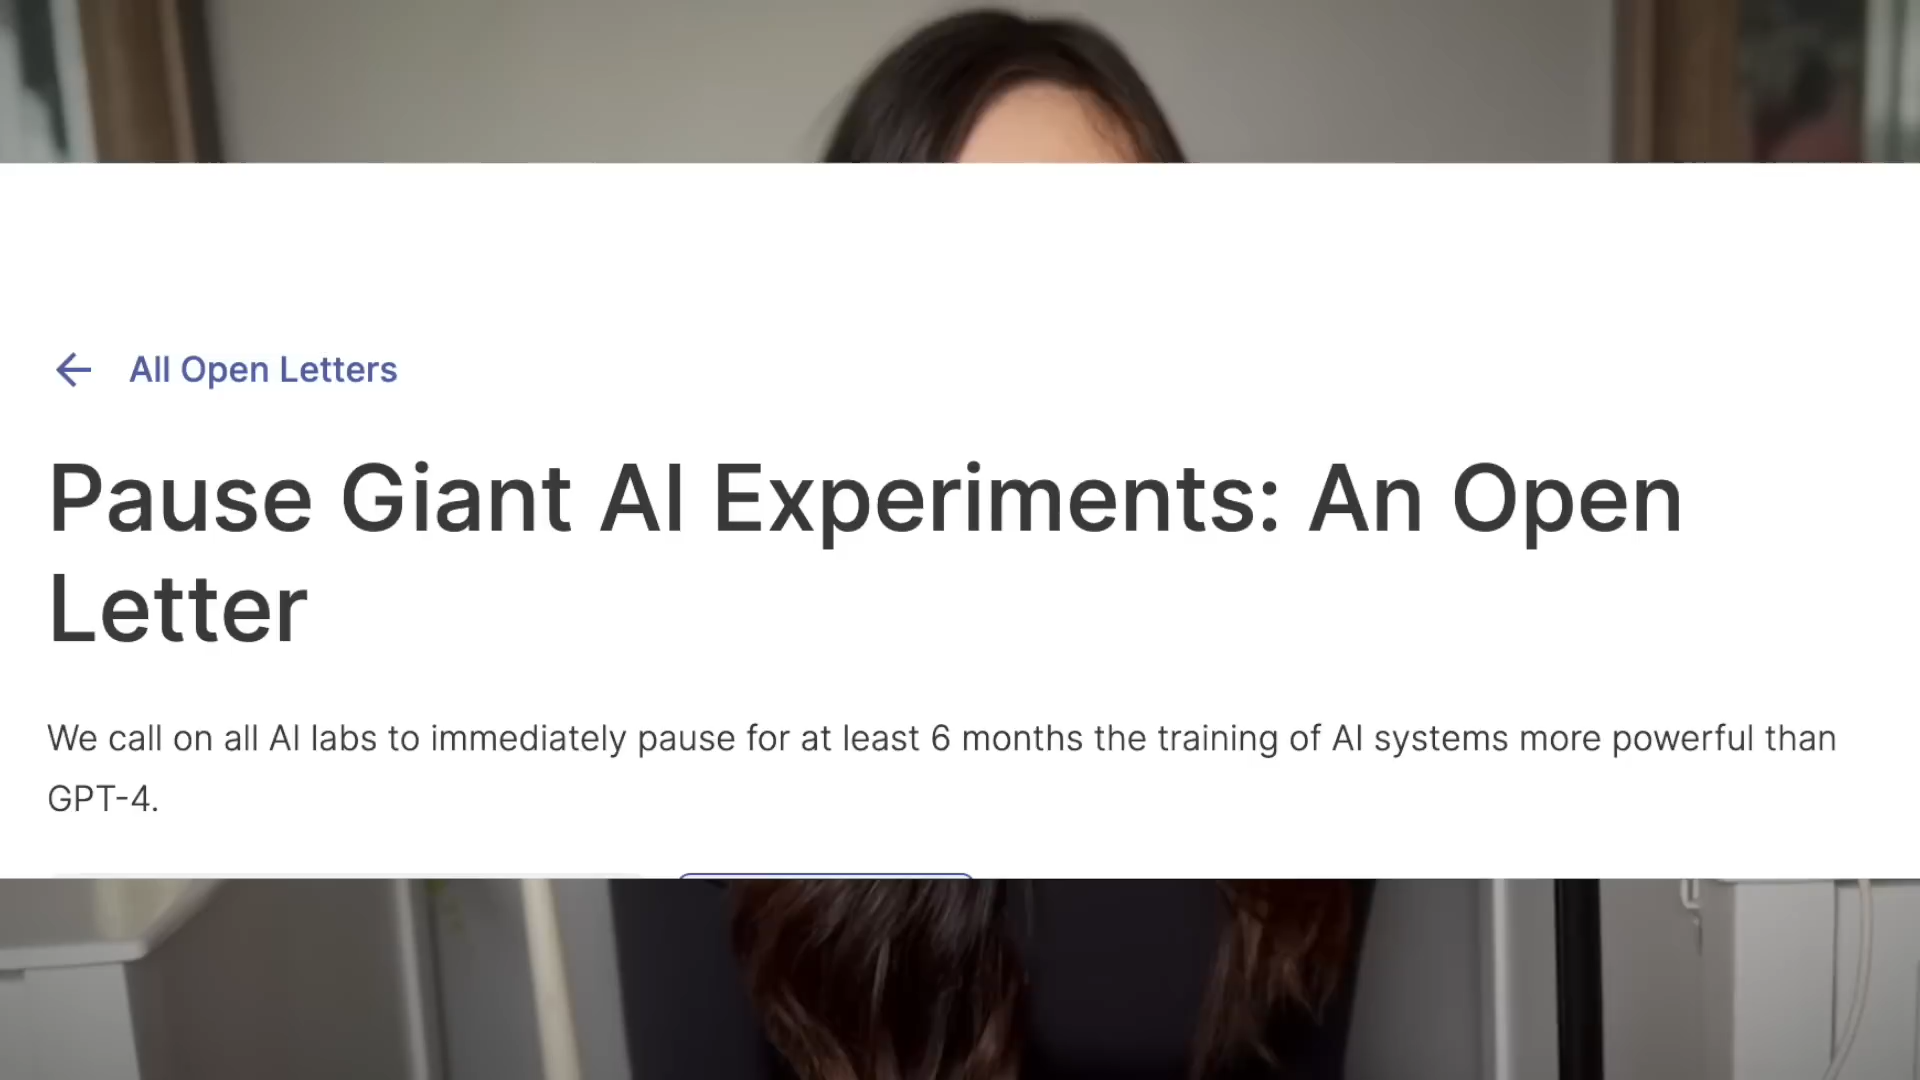 ← All Open Letters
Pause Giant AI Experiments: An Open
Letter
We call on all AI labs to immediately pause for at least 6 months the training of AI systems more powerful than
GPT-4.